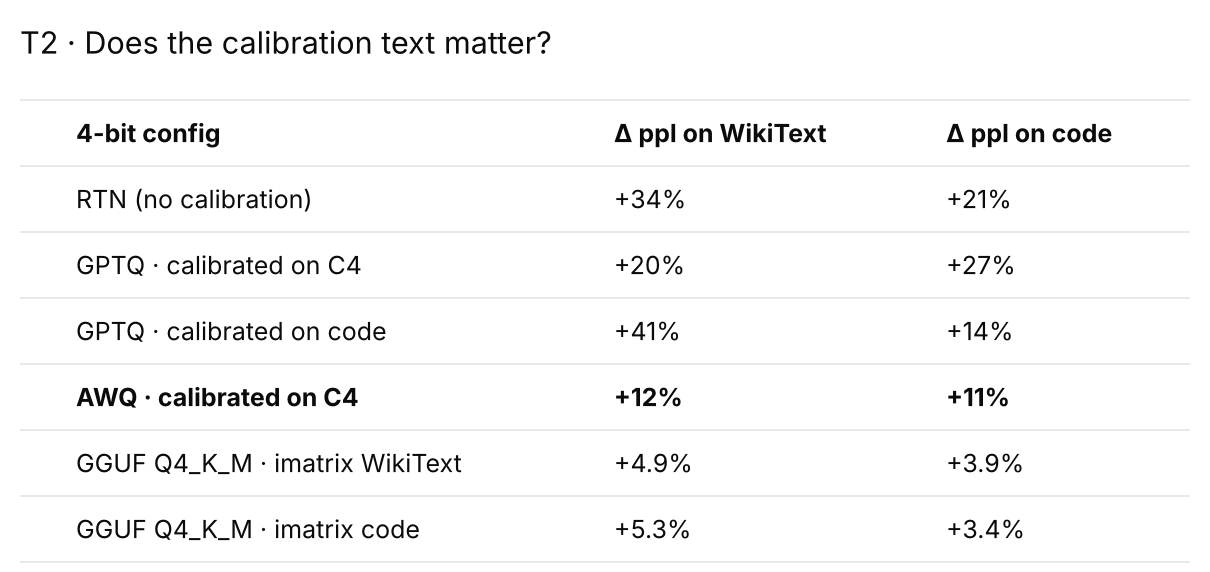 T2 · Does the calibration text matter?
4-bit config Δ ppl on WikiText Δ ppl on code
RTN (no calibration) +34% +21%
GPTQ · calibrated on C4 +20% +27%
GPTQ · calibrated on code +41% +14%
AWQ · calibrated on C4 +12% +11%
GGUF Q4_K_M · imatrix WikiText +4.9% +3.9%
GGUF Q4_K_M · imatrix code +5.3% +3.4%